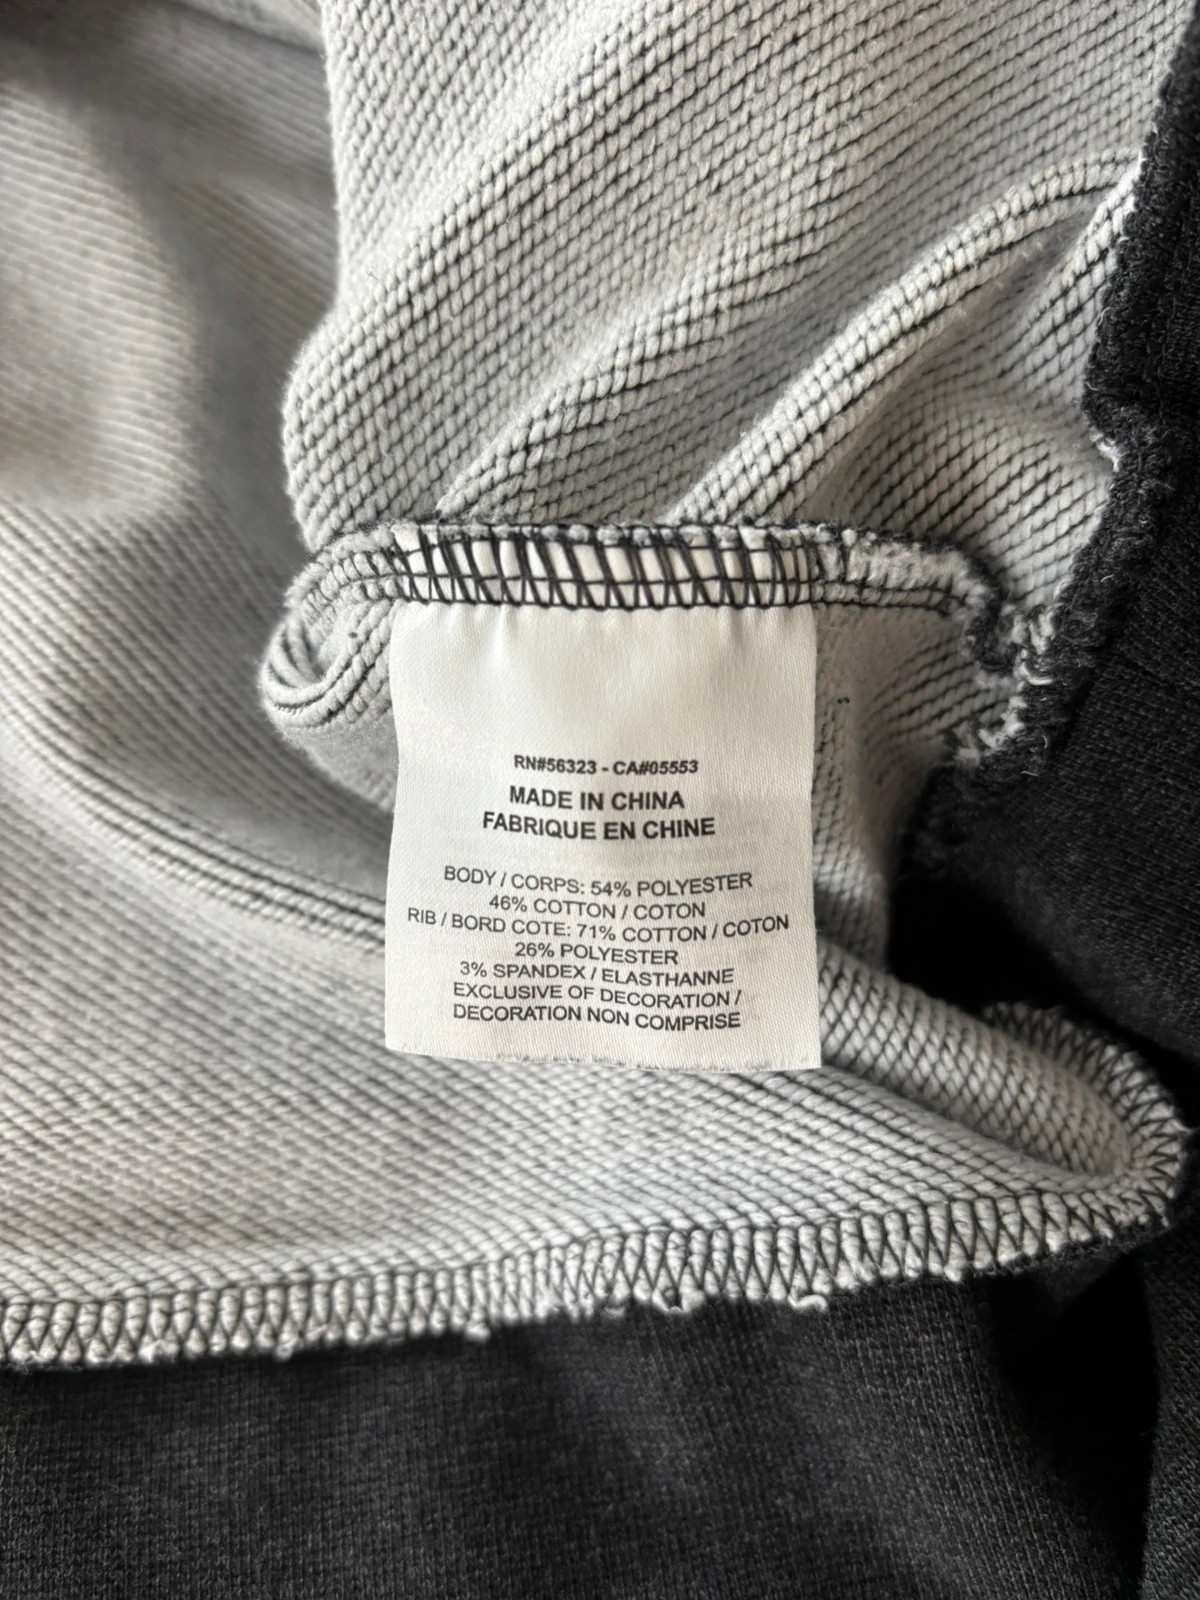 RN#56323 - CA#05553
MADE IN CHINA
FABRIQUE EN CHINE
BODY / CORPS: 54% POLYESTER
46% COTTON / COTON
RIB / BORD COTE: 71% COTTON / COTON
26% POLYESTER
3% SPANDEX / ELASTHANNE
EXCLUSIVE OF DECORATION /
DECORATION NON COMPRISE